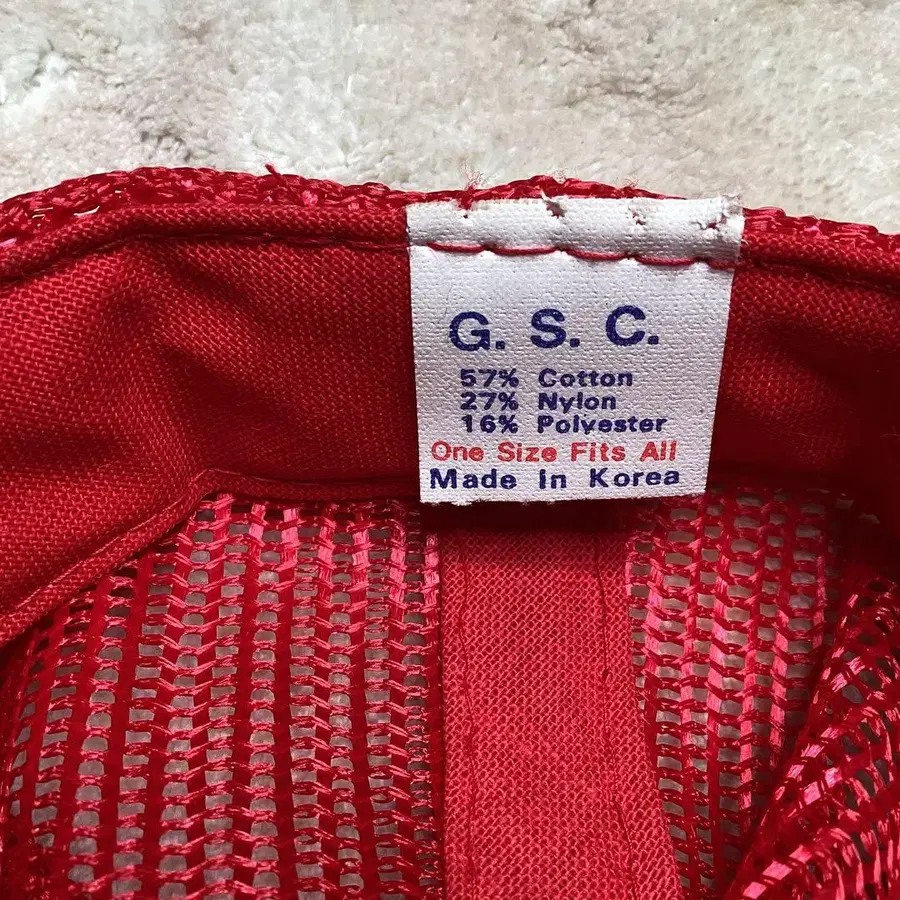 G. S. C.
57% Cotton
27% Nylon
16% Polyester
One Size Fits All
Made In Korea